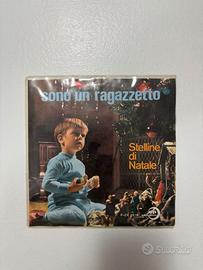 sono un ragazzetto
Stelline
di
Natale
Subito.it